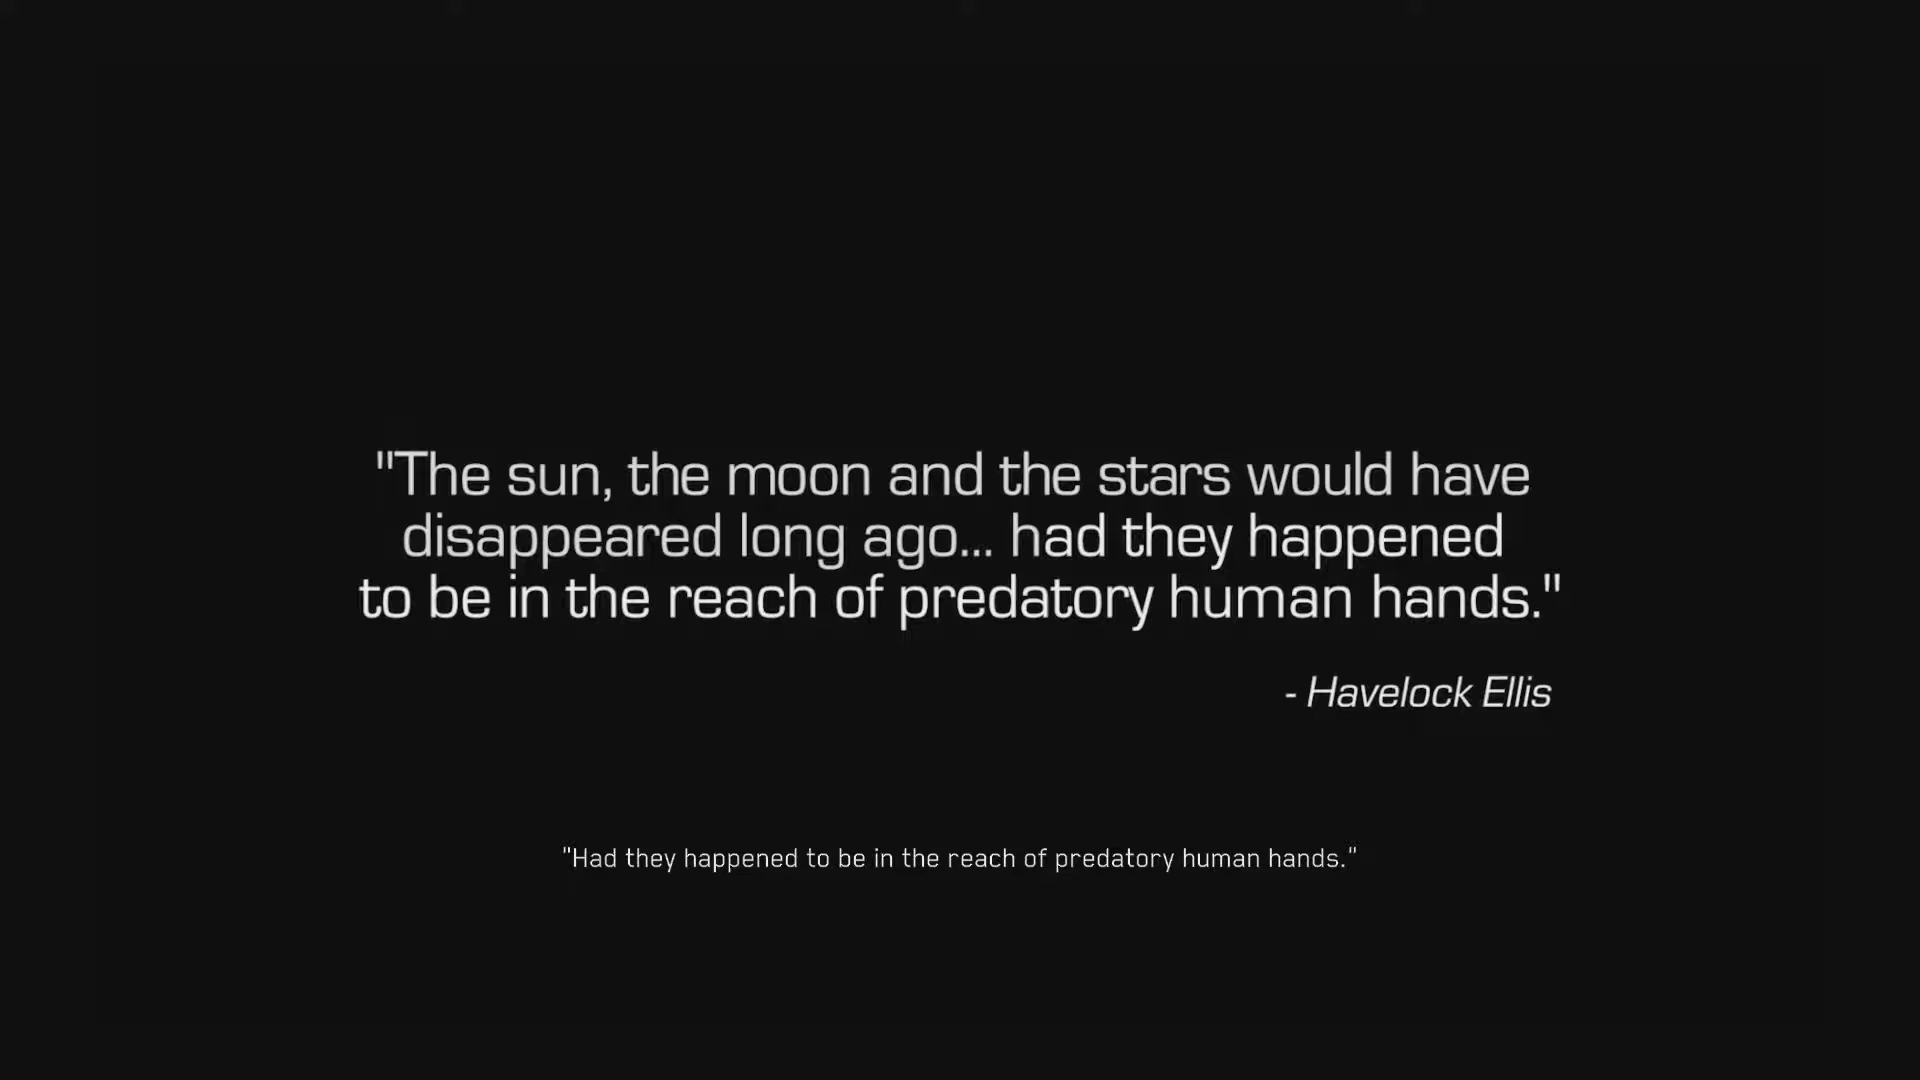 "The sun, the moon and the stars would have
disappeared long ago... had they happened
to be in the reach of predatory human hands."
- Havelock Ellis
"Had they happened to be in the reach of predatory human hands."